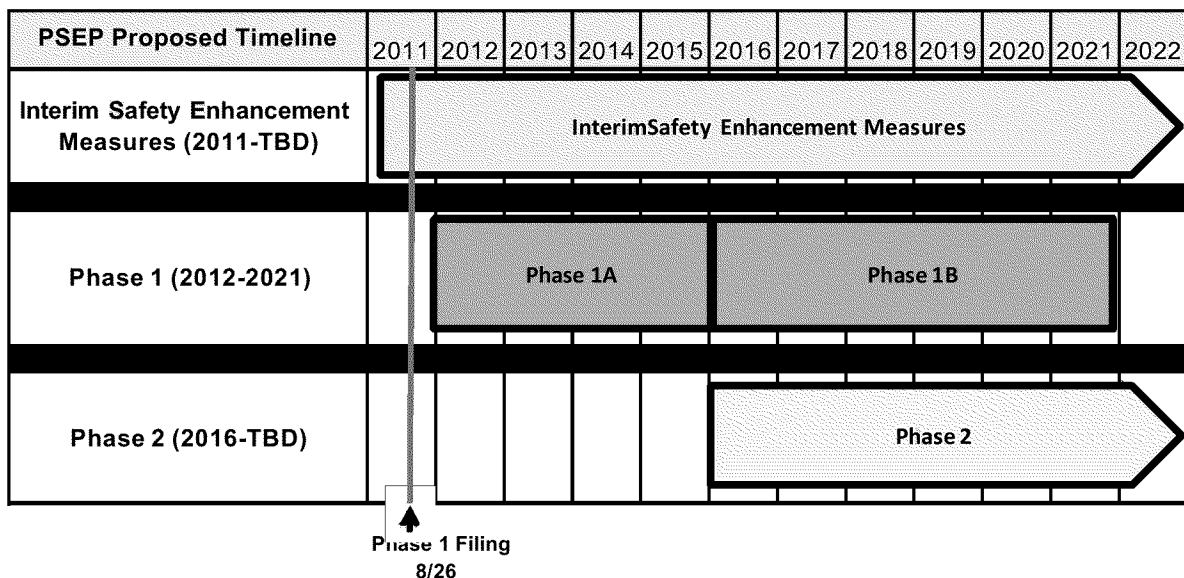 PSEP Proposed Timeline 2011 2012 2013 2014 2015 2016 2017 2018 2019 2020 2021 2022
Interim Safety Enhancement
Measures (2011-TBD)
InterimSafety Enhancement Measures
Phase 1 (2012-2021)
Phase 1A
Phase 1B
Phase 2 (2016-TBD)
Phase 2
Phase 1 Filing
8/26